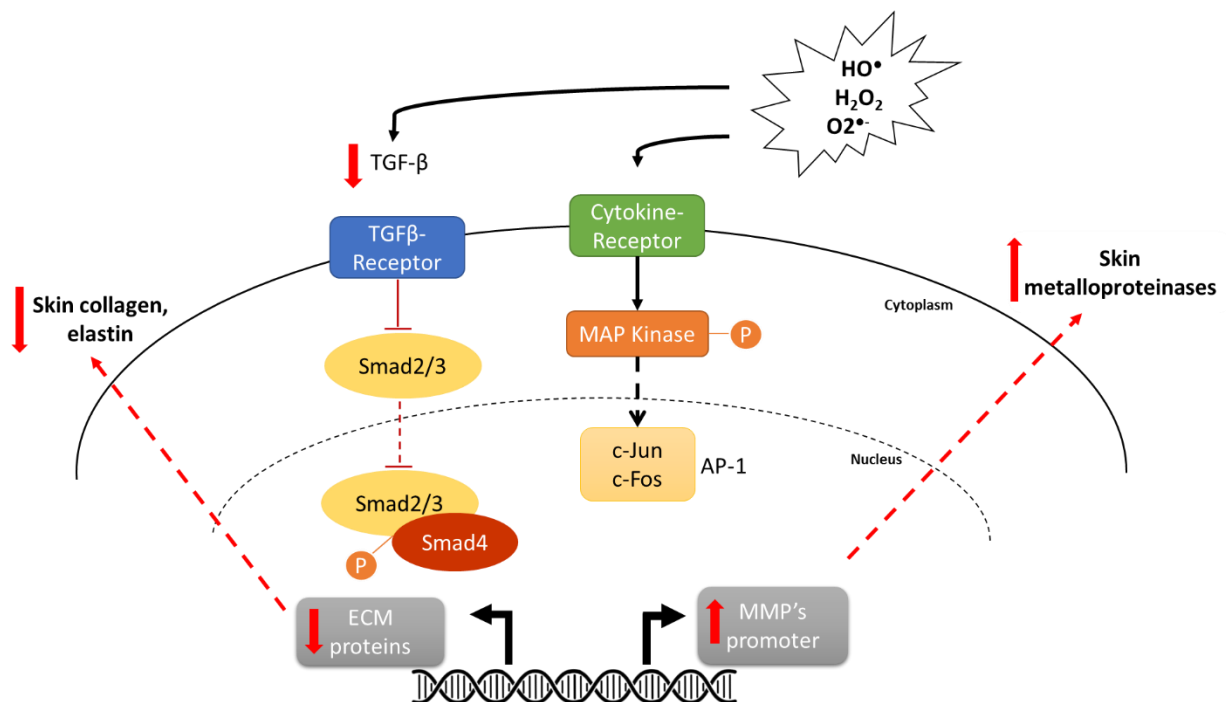 HO•
H₂O₂
O2•-
TGF-β
TGFβ-
Receptor
Cytokine-
Receptor
Skin
metalloproteinases
Skin collagen,
elastin
Cytoplasm
MAP Kinase
P
Smad2/3
c-Jun
c-Fos
AP-1
Nucleus
Smad2/3
Smad4
P
ECM
proteins
MMP's
promoter